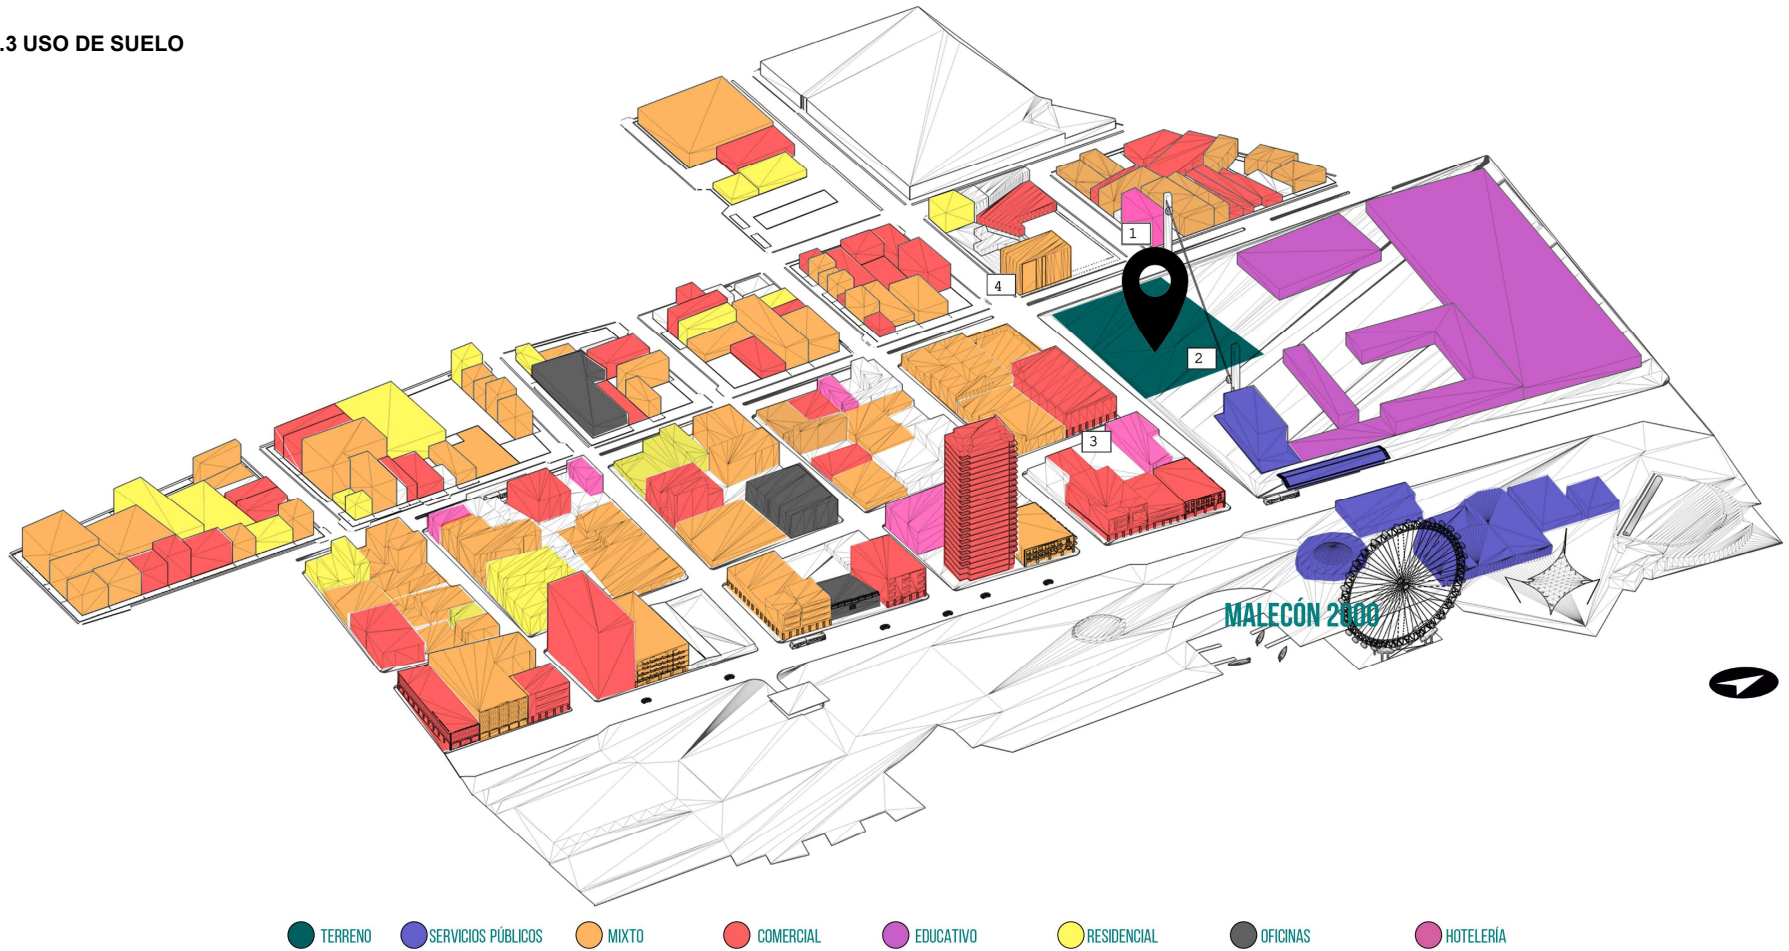 .3 USO DE SUELO
1
4
2
3
MALECÓN 2000
TERRENO
SERVICIOS PÚBLICOS
MIXTO
COMERCIAL
EDUCATIVO
RESIDENCIAL
OFICINAS
HOTELERÍA